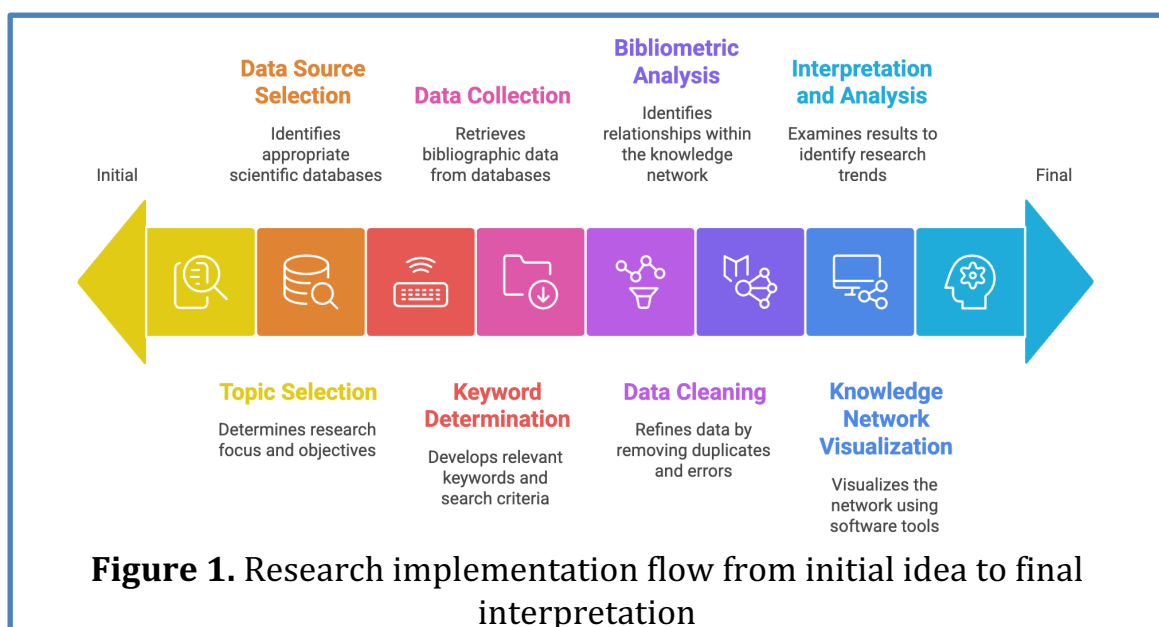 Bibliometric
Analysis
Data Source
Selection
Data Collection
Interpretation
and Analysis
Identifies
appropriate
scientific databases
Retrieves
bibliographic data
from databases
Identifies
relationships within
the knowledge
network
Examines results to
identify research
trends
Initial
Final
Topic Selection
Determines research
focus and objectives
Keyword
Determination
Develops relevant
keywords and
search criteria
Data Cleaning
Refines data by
removing duplicates
and errors
Knowledge
Network
Visualization
Visualizes the
network using
software tools
Figure 1. Research implementation flow from initial idea to final
interpretation